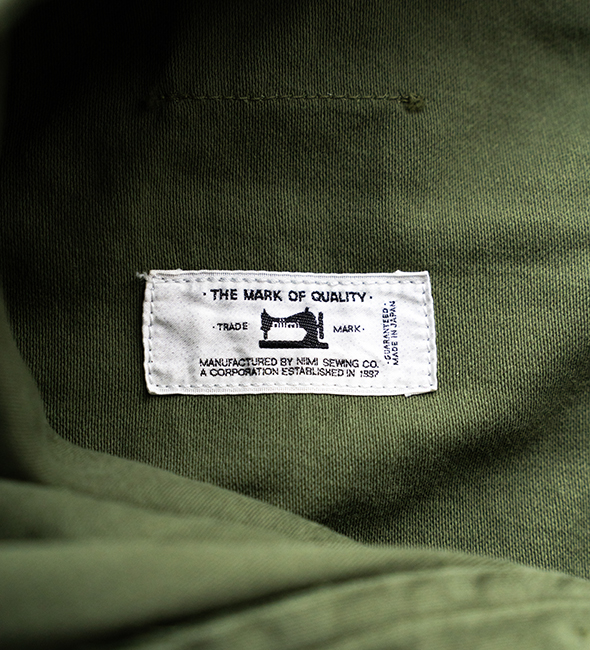 · THE MARK OF QUALITY ·
· TRADE niimi MARK ·
MANUFACTURED BY NIIMI SEWING CO.
A CORPORATION ESTABLISHED IN 1997
· GUARANTEED ·
MADE IN JAPAN